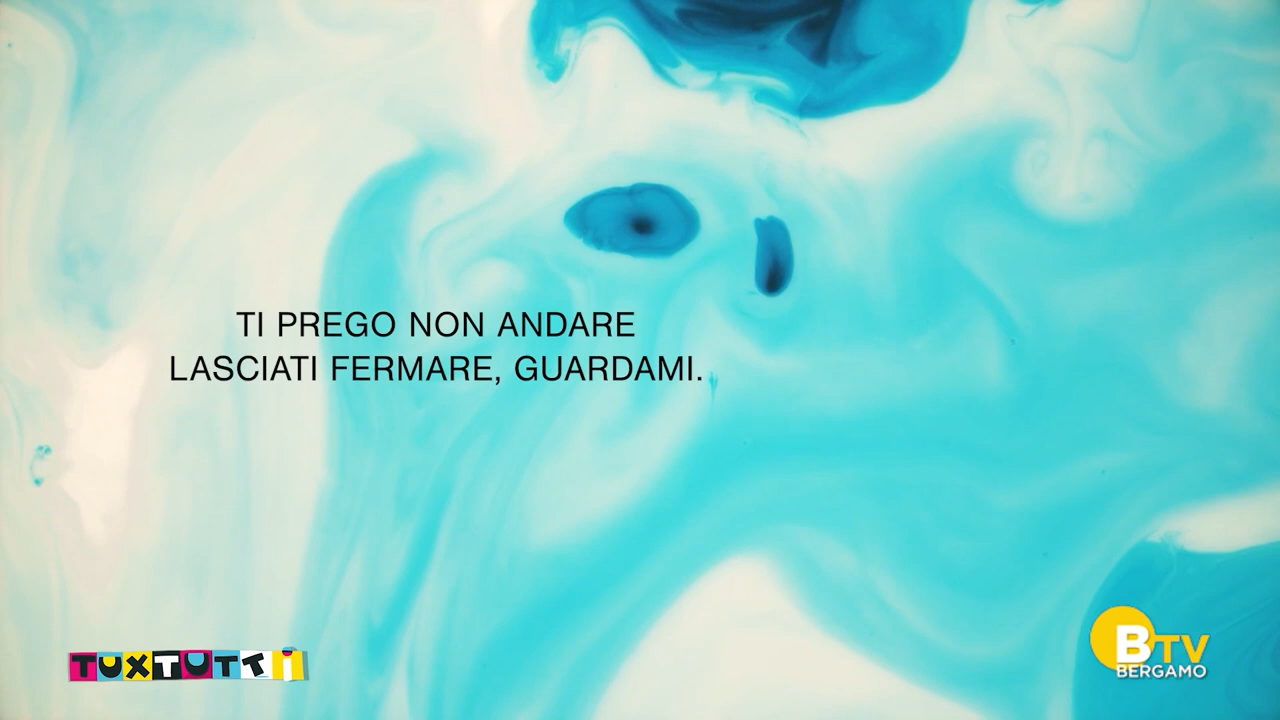 TI PREGO NON ANDARE
LASCIATI FERMARE, GUARDAMI.
TUXTUTTi
BTV
BERGAMO